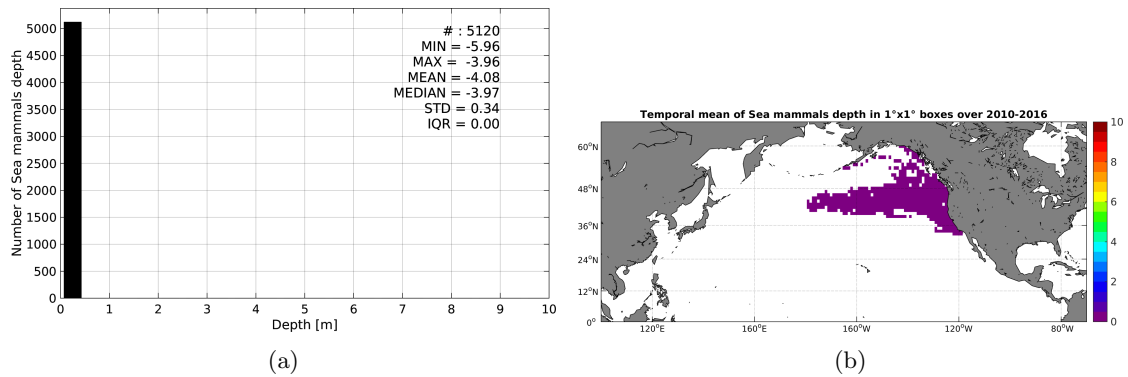 Number of Sea mammals depth
5000
4500
4000
3500
3000
2500
2000
1500
1000
500
0
# : 5120
MIN = -5.96
MAX = -3.96
MEAN = -4.08
MEDIAN = -3.97
STD = 0.34
IQR = 0.00
0 1 2 3 4 5 6 7 8 9 10
Depth [m]
(a)
Temporal mean of Sea mammals depth in 1°x1° boxes over 2010-2016
60°N
48°N
36°N
24°N
12°N
0°
120°E 160°E 160°W 120°W 80°W
10
8
6
4
2
0
(b)